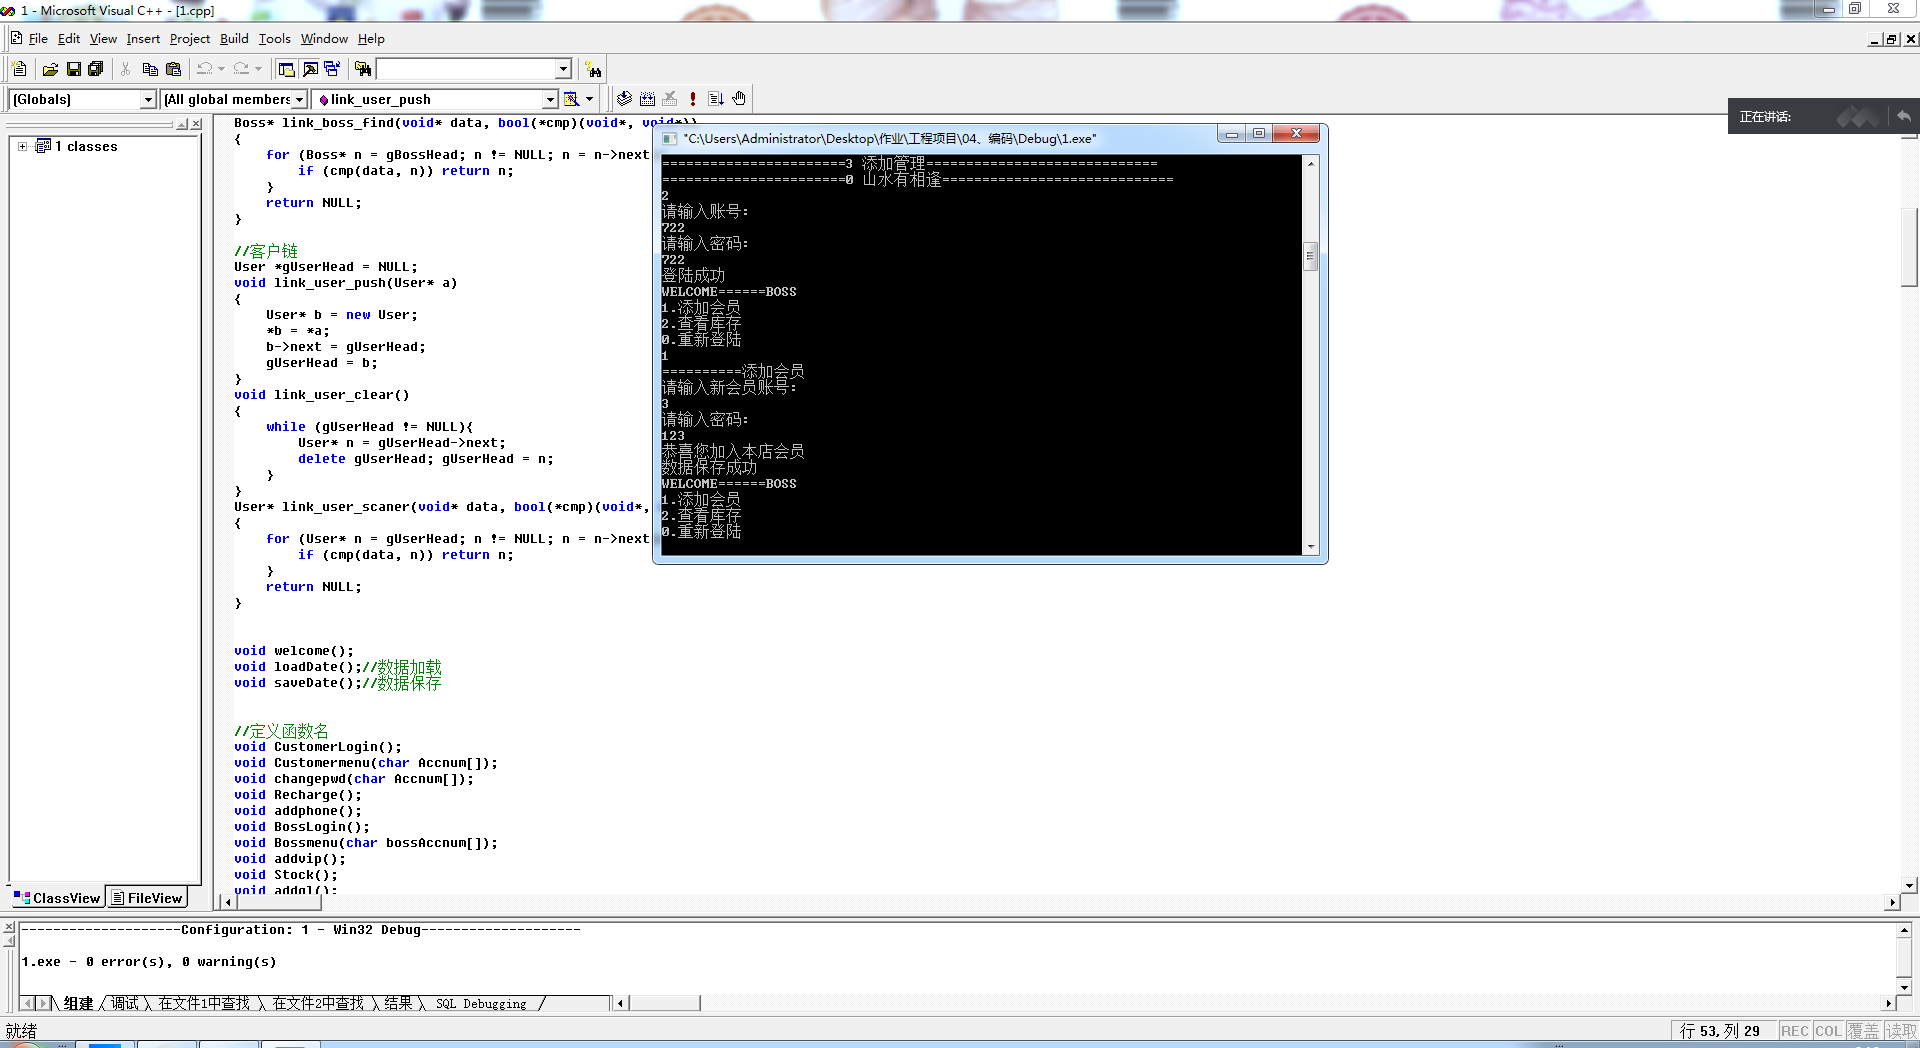 1 - Microsoft Visual C++ - [1.cpp]
File Edit View Insert Project Build Tools Window Help
(Globals) (All global members link_user_push
正在讲话:
1 classes
ClassView FileView
Boss* link_boss_find(void* data, bool(*cmp)(void*, void*))
{
for (Boss* n = gBossHead; n != NULL; n = n->next
if (cmp(data, n)) return n;
}
return NULL;
}
//客户链
User *gUserHead = NULL;
void link_user_push(User* a)
{
User* b = new User;
*b = *a;
b->next = gUserHead;
gUserHead = b;
}
void link_user_clear()
{
while (gUserHead != NULL){
User* n = gUserHead->next;
delete gUserHead; gUserHead = n;
}
}
User* link_user_scaner(void* data, bool(*cmp)(void*,
{
for (User* n = gUserHead; n != NULL; n = n->next
if (cmp(data, n)) return n;
}
return NULL;
}
void welcome();
void loadDate();//数据加载
void saveDate();//数据保存
//定义函数名
void CustomerLogin();
void Customermenu(char Accnum[]);
void changepwd(char Accnum[]);
void Recharge();
void addphone();
void BossLogin();
void Bossmenu(char bossAccnum[]);
void addvip();
void Stock();
void addgl();
"C:\Users\Administrator\Desktop\作业\工程项目\04、编码\Debug\1.exe"
=======================3 添加管理=============================
=======================0 山水有相逢=============================
2
请输入账号:
722
请输入密码:
722
登陆成功
WELCOME======BOSS
1.添加会员
2.查看库存
0.重新登陆
1
==========添加会员
请输入新会员账号:
3
请输入密码:
123
恭喜您加入本店会员
数据保存成功
WELCOME======BOSS
1.添加会员
2.查看库存
0.重新登陆
--------------------Configuration: 1 - Win32 Debug--------------------
1.exe - 0 error(s), 0 warning(s)
组建 调试 在文件1中查找 在文件2中查找 结果 SQL Debugging
就绪
行 53, 列 29 REC COL 覆盖 读取